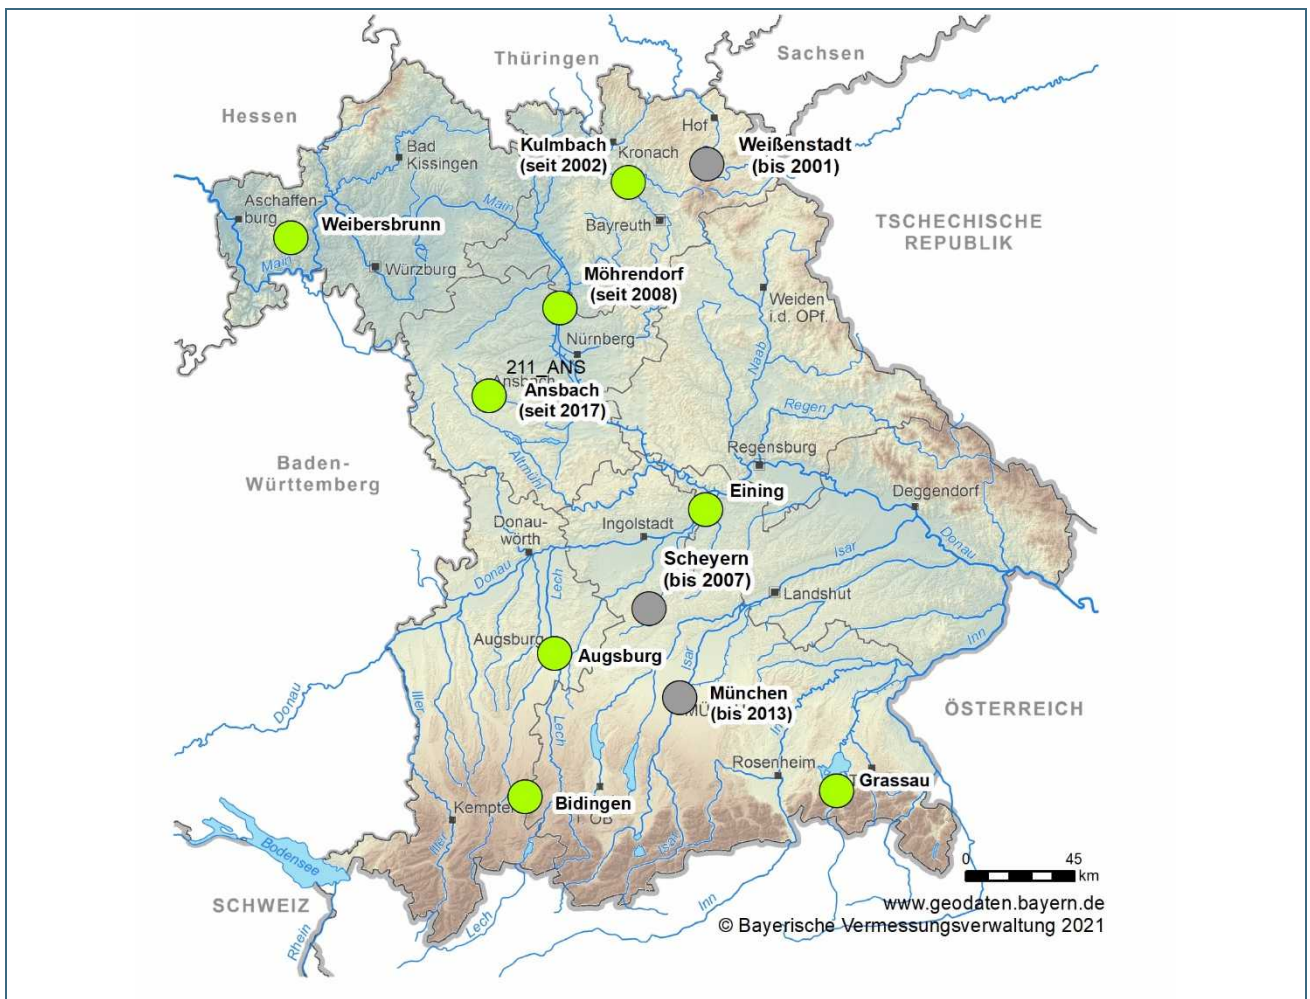 Thüringen
Sachsen
Hessen
Hof
Kulmbach
(seit 2002)
Kronach
Weißenstadt
(bis 2001)
Bad
Kissingen
Aschaffen-
burg
Weibersbrunn
Main
Bayreuth
TSCHECHISCHE
REPUBLIK
Main
Würzburg
Möhrendorf
(seit 2008)
Weiden
i.d. OPf.
Nürnberg
Naab
211_ANS
Ansbach
Ansbach
(seit 2017)
Regen
Baden-
Württemberg
Altmühl
Regensburg
Eining
Deggendorf
Donau-
wörth
Ingolstadt
Donau
Lech
Scheyern
(bis 2007)
Isar
Donau
Landshut
Augsburg
Augsburg
Isar
Inn
Donau
Iller
Lech
München
(bis 2013)
ÖSTERREICH
Rosenheim
Grassau
Kempten
Bidingen
Iller
Isar
Bodensee
0 45
km
SCHWEIZ
Rhein
Lech
Inn
www.geodaten.bayern.de
© Bayerische Vermessungsverwaltung 2021